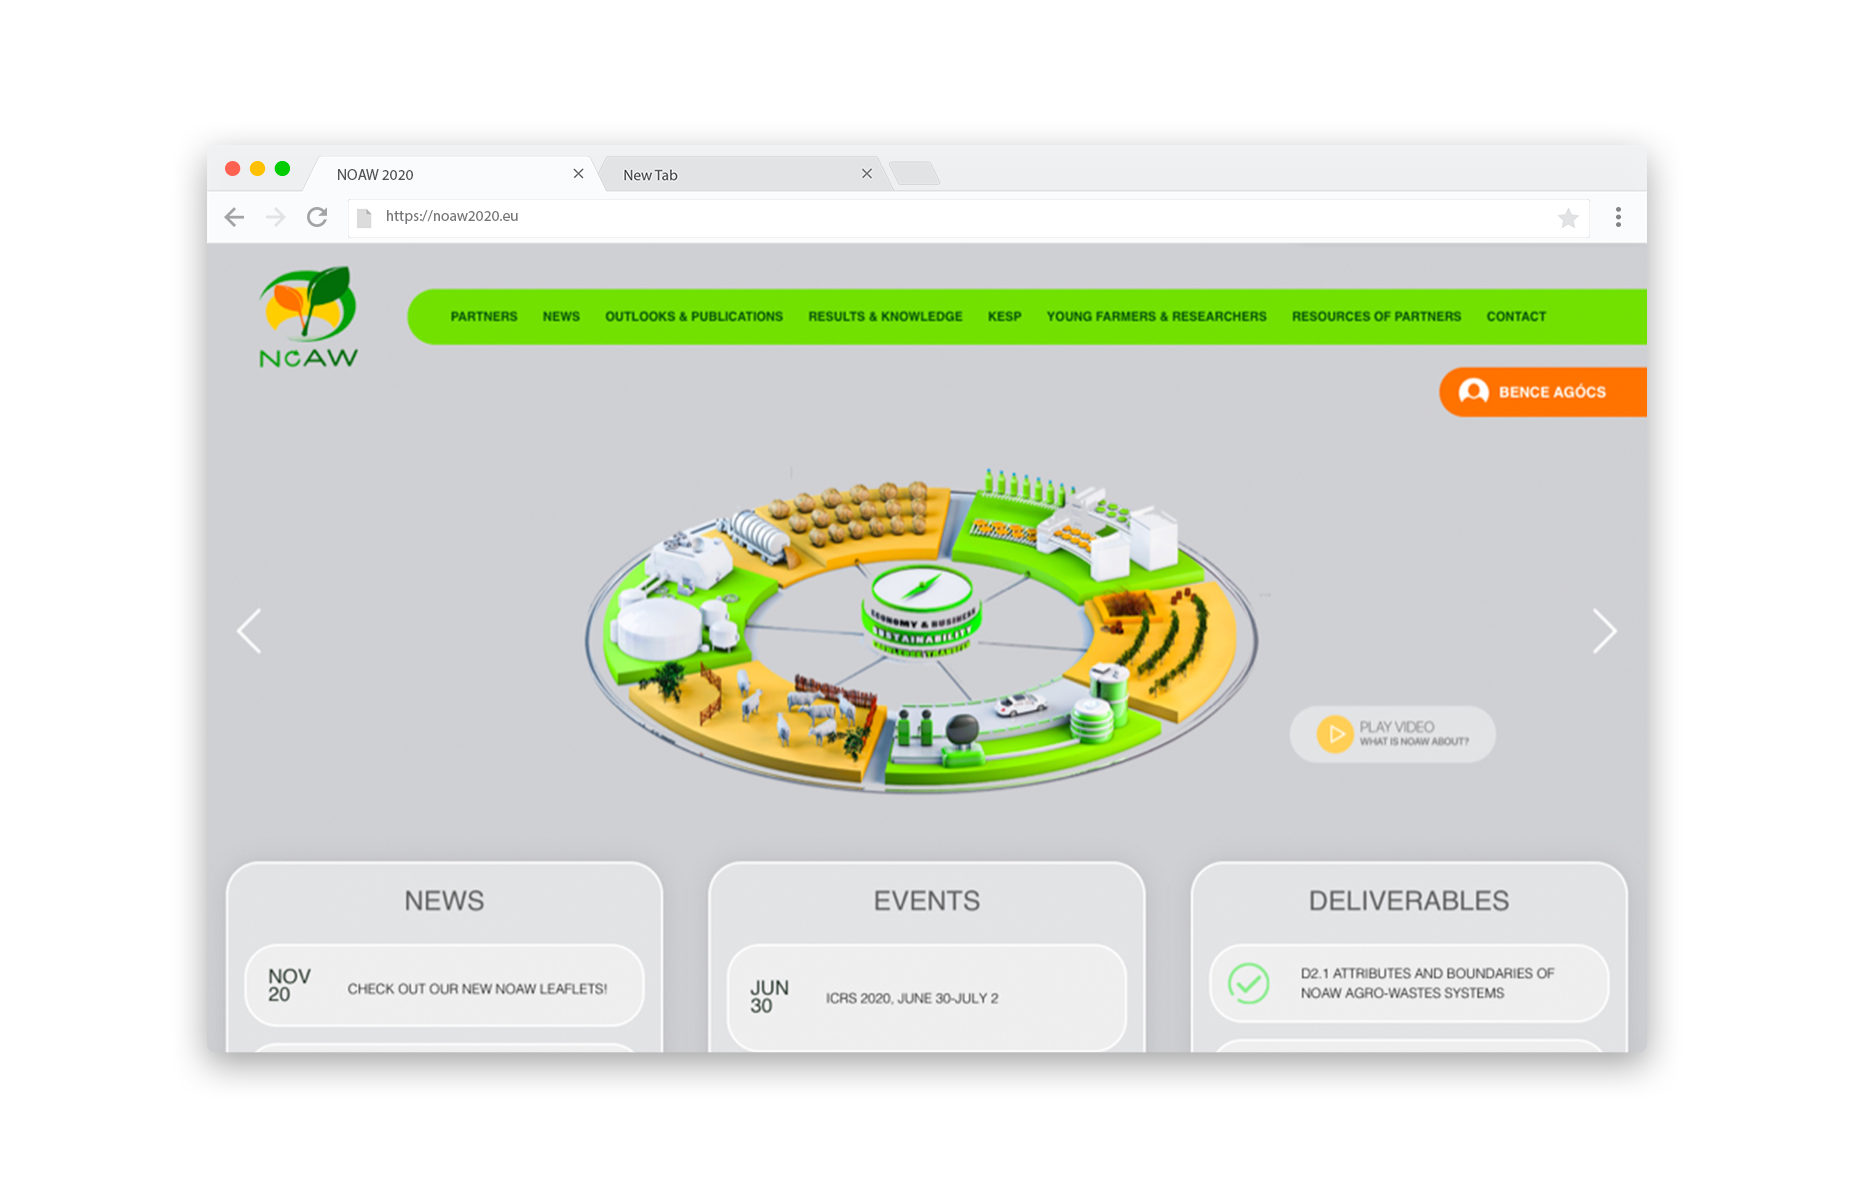 NOAW 2020
New Tab
https://noaw2020.eu
NOAW
PARTNERS NEWS OUTLOOKS & PUBLICATIONS RESULTS & KNOWLEDGE KESP YOUNG FARMERS & RESEARCHERS RESOURCES OF PARTNERS CONTACT
BENCE AGÓCS
ECONOMY & BUSINESS
SUSTAINABILITY
PLAY VIDEO
WHAT IS NOAW ABOUT?
NEWS
NOV
20
CHECK OUT OUR NEW NOAW LEAFLETS!
EVENTS
JUN
30
ICRS 2020, JUNE 30-JULY 2
DELIVERABLES
D2.1 ATTRIBUTES AND BOUNDARIES OF
NOAW AGRO-WASTES SYSTEMS